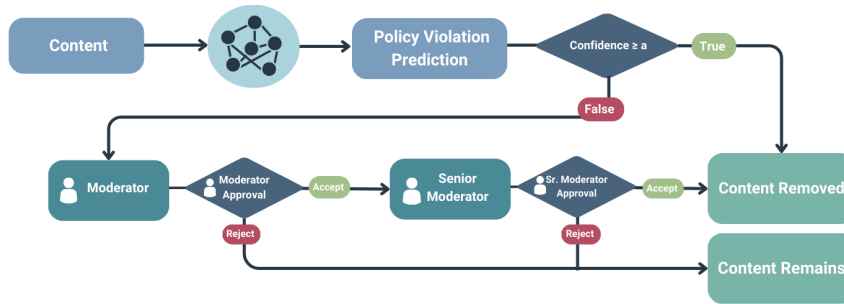 Content
Policy Violation
Prediction
Confidence ≥ a
True
False
Moderator
Moderator
Approval
Accept
Senior
Moderator
Sr. Moderator
Approval
Accept
Content Removed
Reject
Reject
Content Remains